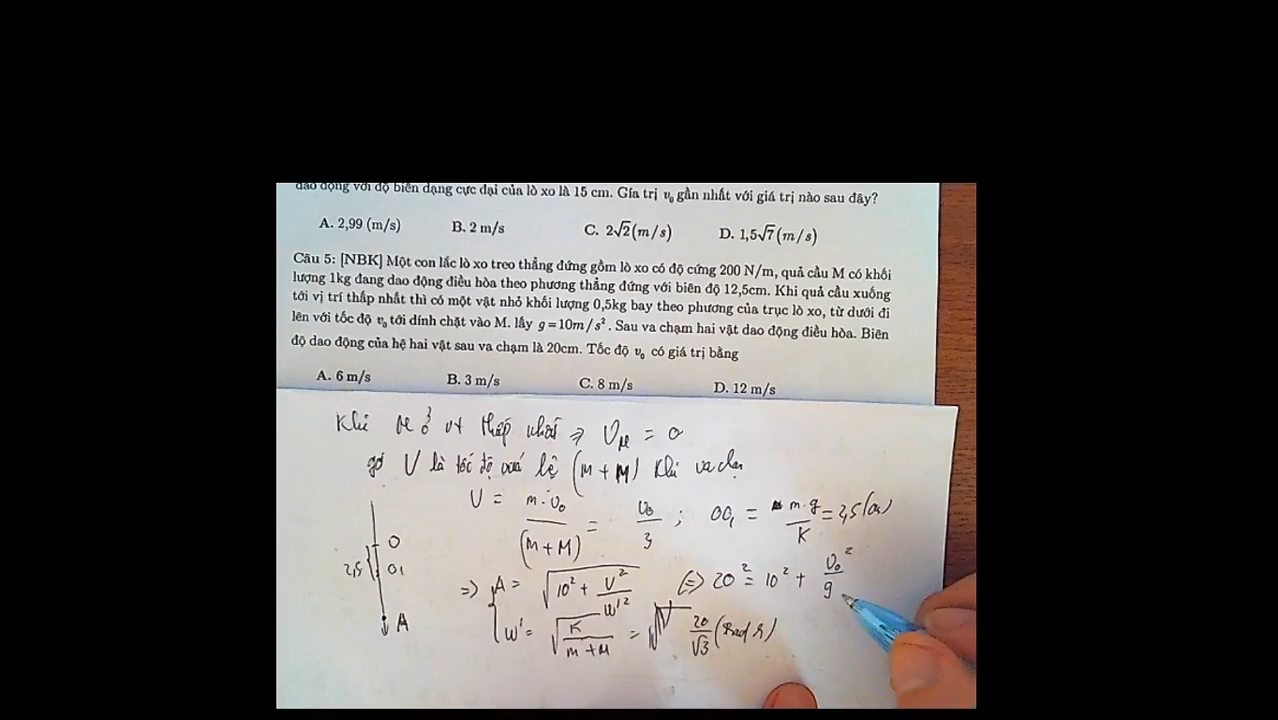 dao động với độ biến dạng cực đại của lò xo là 15 cm. Gía trị v₀ gần nhất với giá trị nào sau đây?
A. 2,99 (m/s) B. 2 m/s C. 2√2(m/s) D. 1,5√7(m/s)
Câu 5: [NBK] Một con lắc lò xo treo thẳng đứng gồm lò xo có độ cứng 200 N/m, quả cầu M có khối
lượng 1kg đang dao động điều hòa theo phương thẳng đứng với biên độ 12,5cm. Khi quả cầu xuống
tới vị trí thấp nhất thì có một vật nhỏ khối lượng 0,5kg bay theo phương của trục lò xo, từ dưới đi
lên với tốc độ v₀ tới dính chặt vào M. lấy g=10m/s². Sau va chạm hai vật dao động điều hòa. Biên
độ dao động của hệ hai vật sau va chạm là 20cm. Tốc độ v₀ có giá trị bằng
A. 6 m/s B. 3 m/s C. 8 m/s D. 12 m/s
Khi ở vt thấp nhất => V_M = 0
gọi V là tốc độ của hệ (m+M) khi va chạm
V = m.v₀/(m+M) = v₀/3 ; OO₁ = m.g/K = 2,5(cm)
O
2,5 O₁
A
=> A = √(10² + V²/W'²) <=> 20² = 10² + v₀²/9
W' = √(K/(m+M)) = 20/√3 (Rad/s)